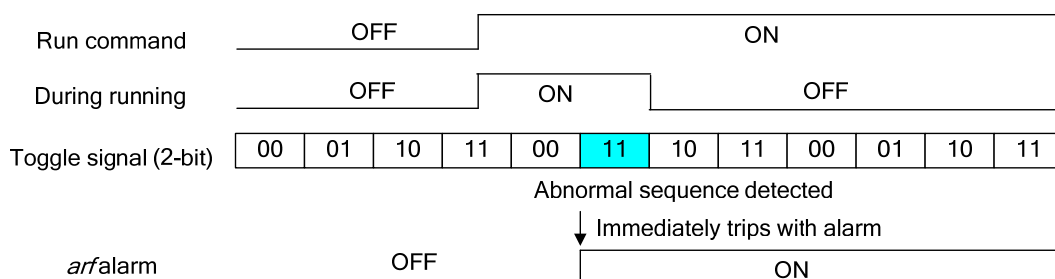 Run command OFF ON
During running OFF ON OFF
Toggle signal (2-bit) 00 01 10 11 00 11 10 11 00 01 10 11
Abnormal sequence detected
Immediately trips with alarm
arf alarm OFF ON